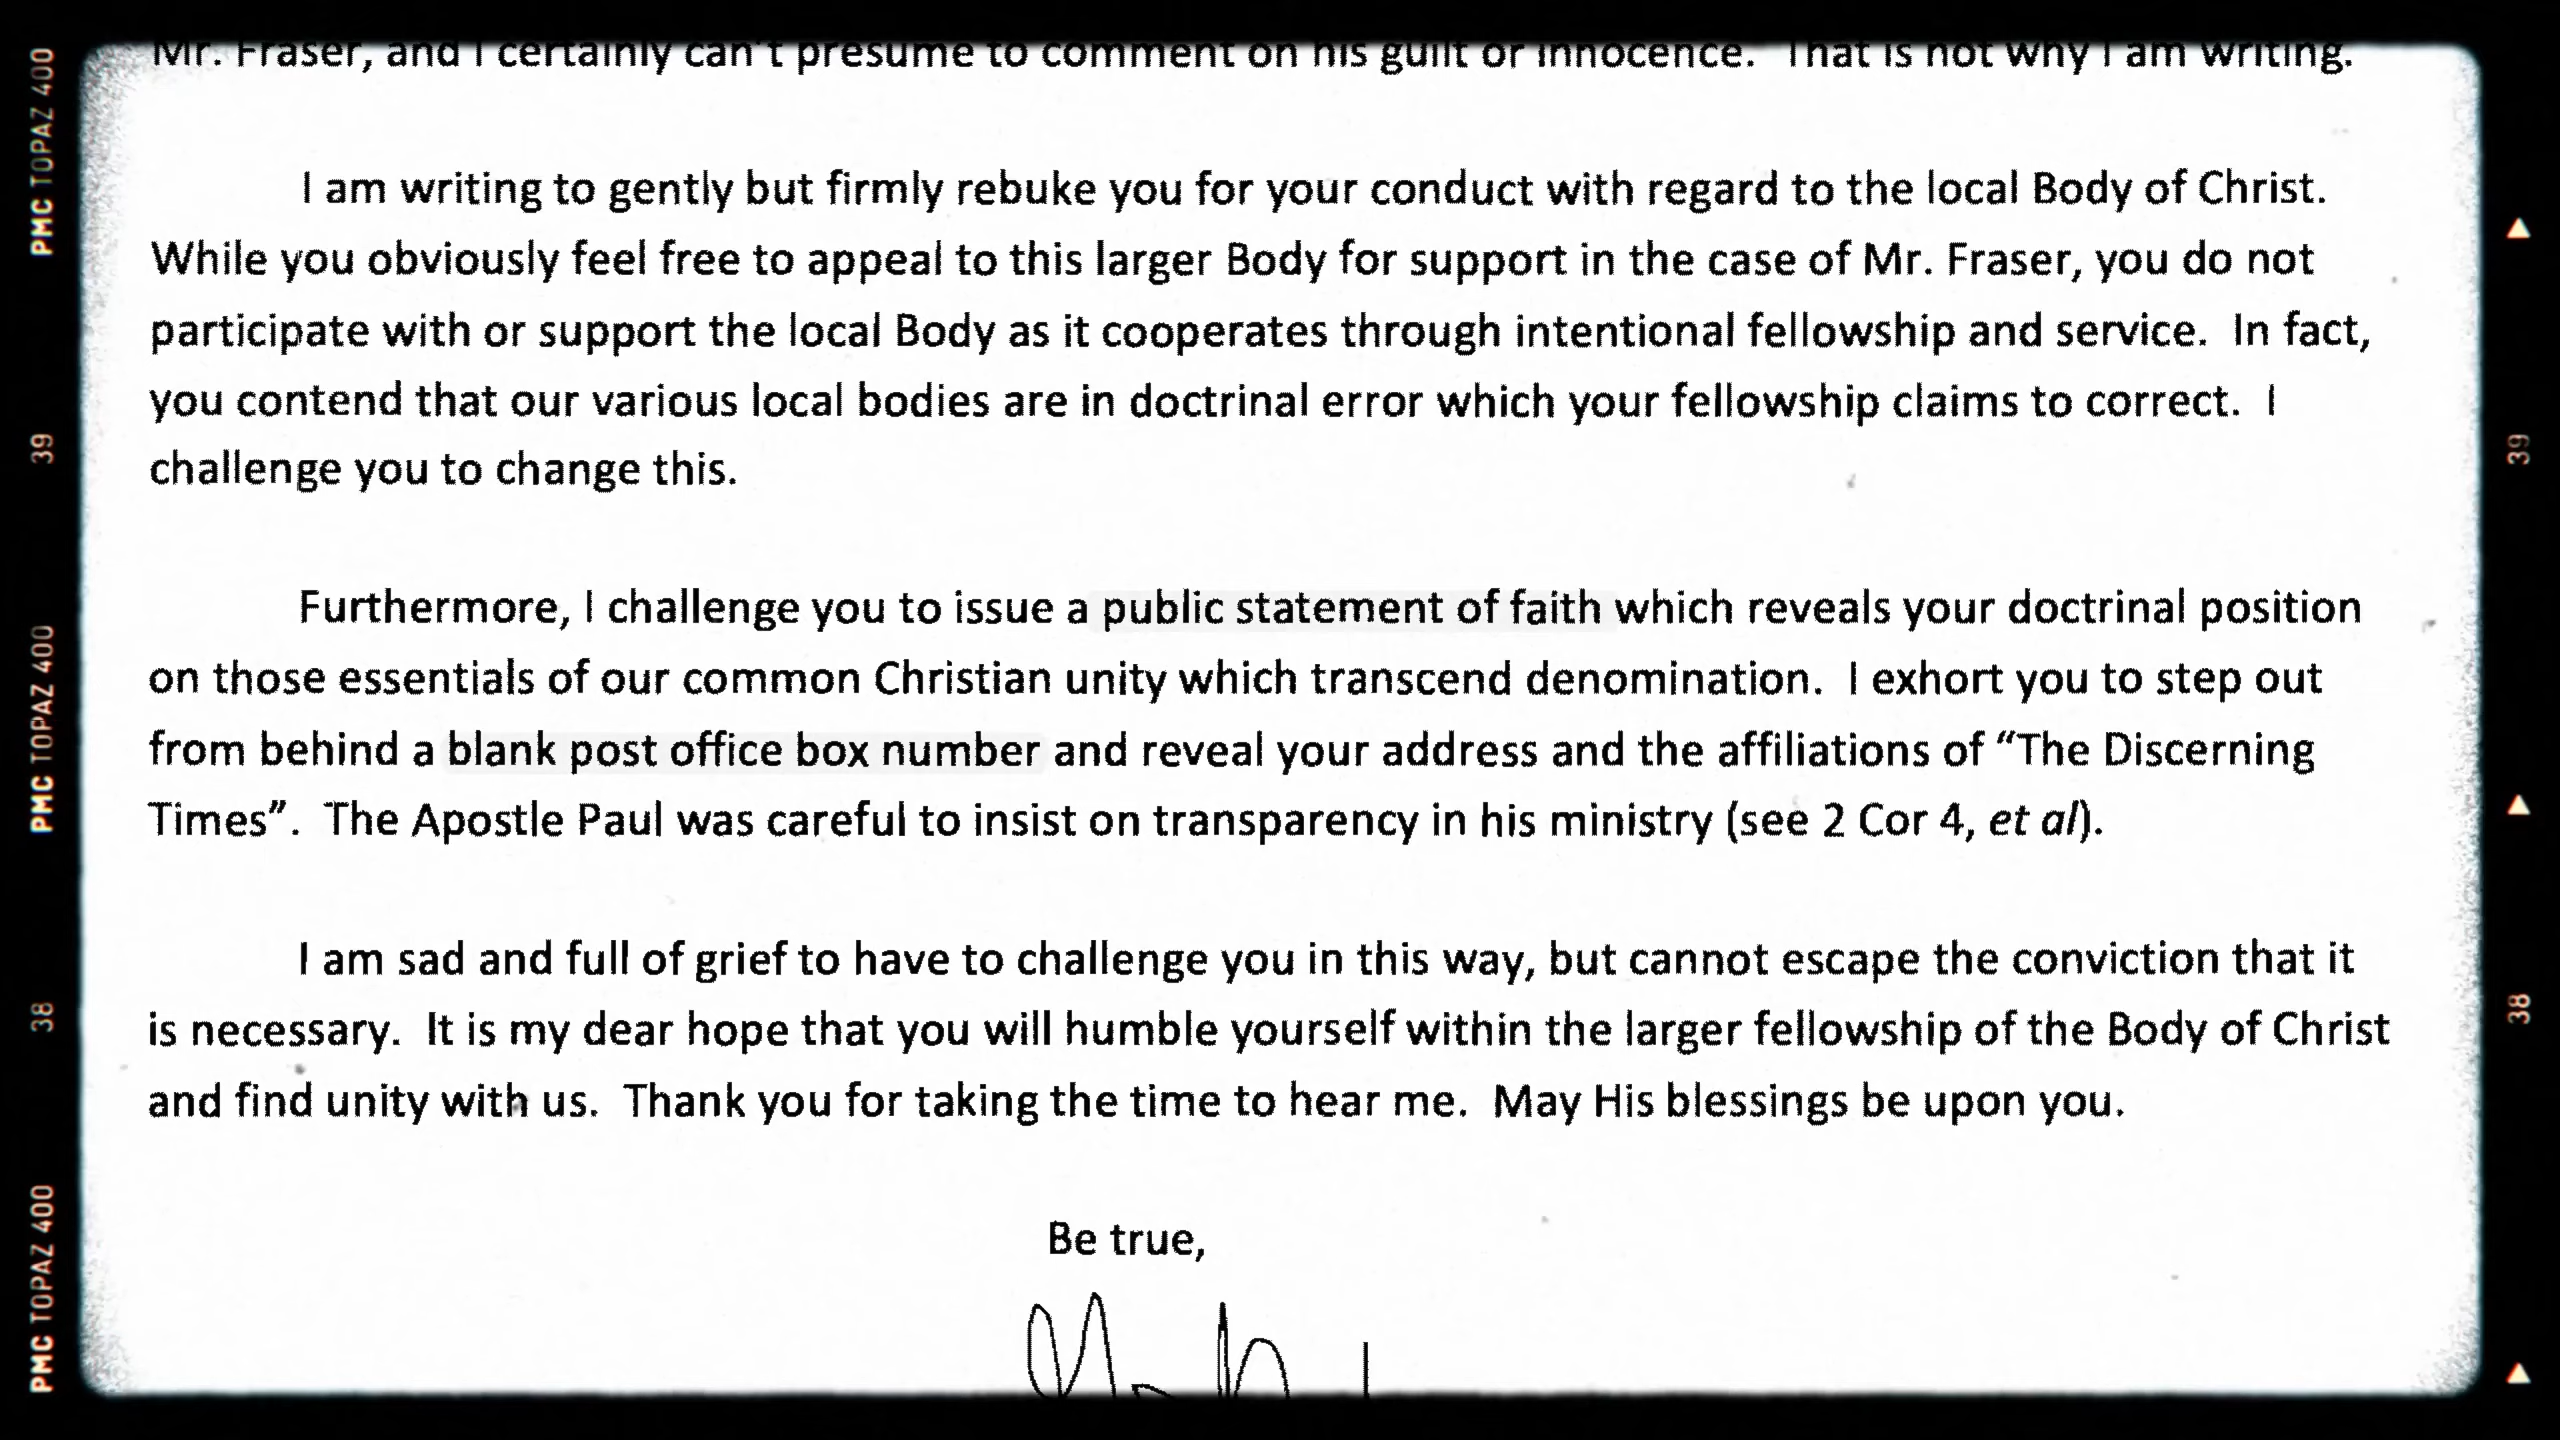 Mr. Fraser, and I certainly can't presume to comment on his guilt or innocence.  That is not why I am writing.
I am writing to gently but firmly rebuke you for your conduct with regard to the local Body of Christ.
While you obviously feel free to appeal to this larger Body for support in the case of Mr. Fraser, you do not
participate with or support the local Body as it cooperates through intentional fellowship and service.  In fact,
you contend that our various local bodies are in doctrinal error which your fellowship claims to correct.  I
challenge you to change this.
Furthermore, I challenge you to issue a public statement of faith which reveals your doctrinal position
on those essentials of our common Christian unity which transcend denomination.  I exhort you to step out
from behind a blank post office box number and reveal your address and the affiliations of “The Discerning
Times”.  The Apostle Paul was careful to insist on transparency in his ministry (see 2 Cor 4, et al).
I am sad and full of grief to have to challenge you in this way, but cannot escape the conviction that it
is necessary.  It is my dear hope that you will humble yourself within the larger fellowship of the Body of Christ
and find unity with us.  Thank you for taking the time to hear me.  May His blessings be upon you.
Be true,
PMC TOPAZ 400
39
PMC TOPAZ 400
38
PMC TOPAZ 400
39
38